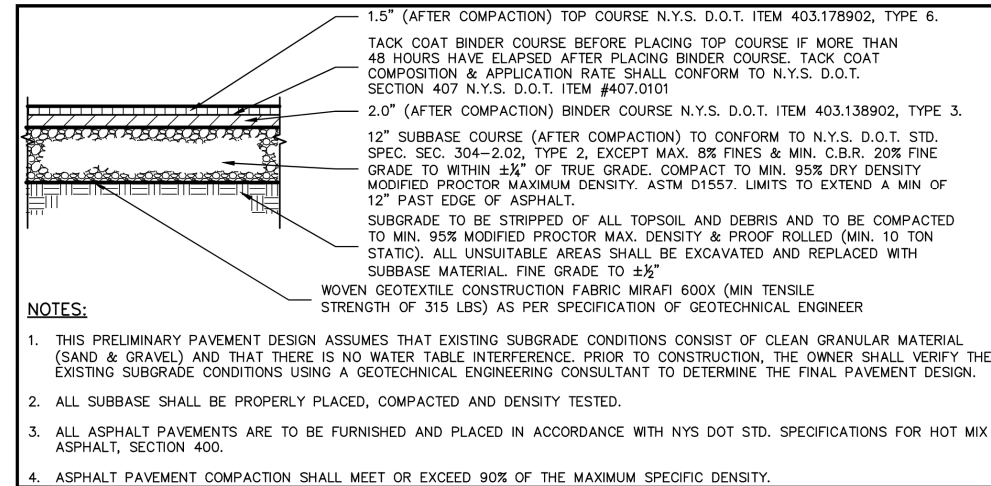 1.5" (AFTER COMPACTION) TOP COURSE N.Y.S. D.O.T. ITEM 403.178902, TYPE 6.
TACK COAT BINDER COURSE BEFORE PLACING TOP COURSE IF MORE THAN
48 HOURS HAVE ELAPSED AFTER PLACING BINDER COURSE. TACK COAT
COMPOSITION & APPLICATION RATE SHALL CONFORM TO N.Y.S. D.O.T.
SECTION 407 N.Y.S. D.O.T. ITEM #407.0101
2.0" (AFTER COMPACTION) BINDER COURSE N.Y.S. D.O.T. ITEM 403.138902, TYPE 3.
12" SUBBASE COURSE (AFTER COMPACTION) TO CONFORM TO N.Y.S. D.O.T. STD.
SPEC. SEC. 304-2.02, TYPE 2, EXCEPT MAX. 8% FINES & MIN. C.B.R. 20% FINE
GRADE TO WITHIN ±¼" OF TRUE GRADE. COMPACT TO MIN. 95% DRY DENSITY
MODIFIED PROCTOR MAXIMUM DENSITY. ASTM D1557. LIMITS TO EXTEND A MIN OF
12" PAST EDGE OF ASPHALT.
SUBGRADE TO BE STRIPPED OF ALL TOPSOIL AND DEBRIS AND TO BE COMPACTED
TO MIN. 95% MODIFIED PROCTOR MAX. DENSITY & PROOF ROLLED (MIN. 10 TON
STATIC). ALL UNSUITABLE AREAS SHALL BE EXCAVATED AND REPLACED WITH
SUBBASE MATERIAL. FINE GRADE TO ±½"
WOVEN GEOTEXTILE CONSTRUCTION FABRIC MIRAFI 600X (MIN TENSILE
STRENGTH OF 315 LBS) AS PER SPECIFICATION OF GEOTECHNICAL ENGINEER
NOTES:
1. THIS PRELIMINARY PAVEMENT DESIGN ASSUMES THAT EXISTING SUBGRADE CONDITIONS CONSIST OF CLEAN GRANULAR MATERIAL
(SAND & GRAVEL) AND THAT THERE IS NO WATER TABLE INTERFERENCE. PRIOR TO CONSTRUCTION, THE OWNER SHALL VERIFY THE
EXISTING SUBGRADE CONDITIONS USING A GEOTECHNICAL ENGINEERING CONSULTANT TO DETERMINE THE FINAL PAVEMENT DESIGN.
2. ALL SUBBASE SHALL BE PROPERLY PLACED, COMPACTED AND DENSITY TESTED.
3. ALL ASPHALT PAVEMENTS ARE TO BE FURNISHED AND PLACED IN ACCORDANCE WITH NYS DOT STD. SPECIFICATIONS FOR HOT MIX
ASPHALT, SECTION 400.
4. ASPHALT PAVEMENT COMPACTION SHALL MEET OR EXCEED 90% OF THE MAXIMUM SPECIFIC DENSITY.